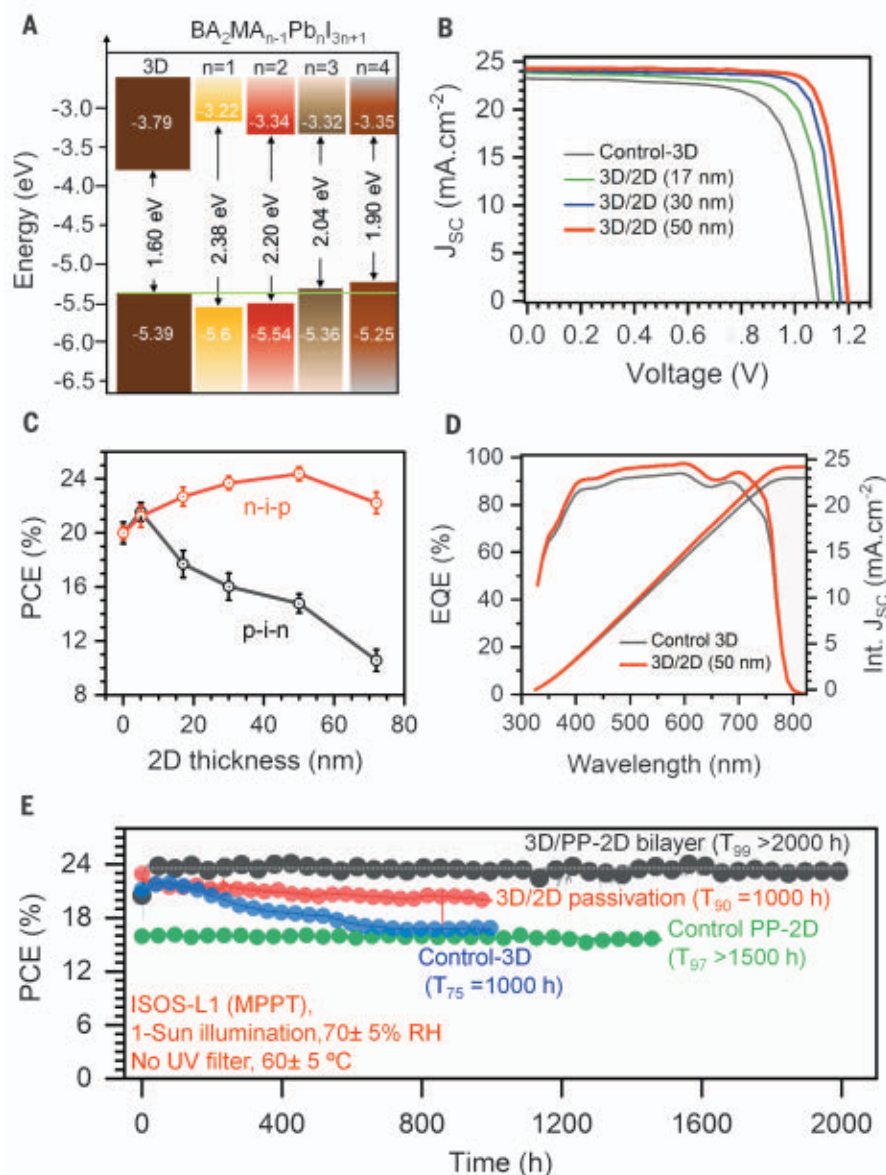 A
BA₂MAₙ₋₁PbₙI₃ₙ₊₁
3D n=1 n=2 n=3 n=4
Energy (eV)
-3.0
-3.5
-4.0
-4.5
-5.0
-5.5
-6.0
-6.5
-3.79 -3.22 -3.34 -3.32 -3.35
1.60 eV 2.38 eV 2.20 eV 2.04 eV 1.90 eV
-5.39 -5.6 -5.54 -5.36 -5.25
B
J_SC (mA.cm⁻²)
25
20
15
10
5
0
Control-3D
3D/2D (17 nm)
3D/2D (30 nm)
3D/2D (50 nm)
0.0 0.2 0.4 0.6 0.8 1.0 1.2
Voltage (V)
C
PCE (%)
24
20
16
12
8
n-i-p
p-i-n
0 20 40 60 80
2D thickness (nm)
D
EQE (%)
100
80
60
40
20
0
Control 3D
3D/2D (50 nm)
25
20
15
10
5
0
Int. J_SC (mA.cm⁻²)
300 400 500 600 700 800
Wavelength (nm)
E
PCE (%)
24
18
12
6
0
3D/PP-2D bilayer (T₉₉ >2000 h)
3D/2D passivation (T₉₀ =1000 h)
Control PP-2D
(T₉₇ >1500 h)
Control-3D
(T₇₅ =1000 h)
ISOS-L1 (MPPT),
1-Sun illumination,70± 5% RH
No UV filter, 60± 5 ºC
0 400 800 1200 1600 2000
Time (h)